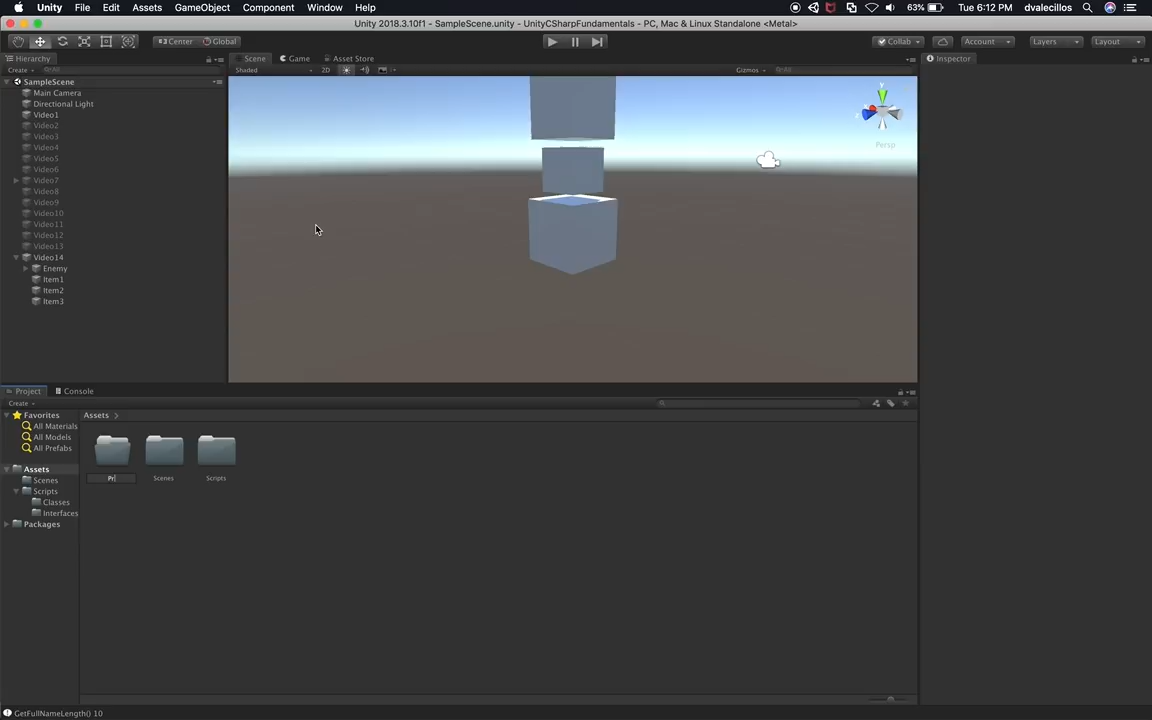 Unity File Edit Assets GameObject Component Window Help 63% Tue 6:12 PM dvalecillos
Unity 2018.3.10f1 - SampleScene.unity - UnityCSharpFundamentals - PC, Mac & Linux Standalone <Metal>
Center Global Collab Account Layers Layout
Hierarchy Scene Game Asset Store Inspector
Create All Shaded 2D Gizmos All
SampleScene
Main Camera
Directional Light
Video1
Video2
Video3
Video4
Video5
Video6
Video7
Video8
Video9
Video10
Video11
Video12
Video13
Video14
Enemy
Item1
Item2
Item3
y
x
z
Persp
Project Console
Create
Favorites
All Materials
All Models
All Prefabs
Assets
Scenes
Scripts
Classes
Interfaces
Packages
Assets
Pr
Scenes
Scripts
GetFullNameLength() 10